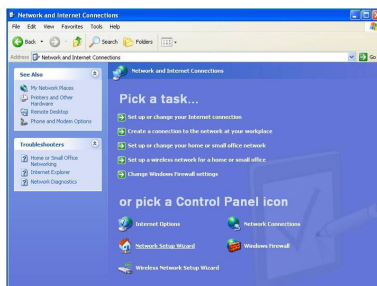 Network and Internet Connections
File Edit View Favorites Tools Help
Back Search Folders
Address Network and Internet Connections Go
See Also
My Network Places
Printers and Other Hardware
Remote Desktop
Phone and Modem Options
Troubleshooters
Home or Small Office Networking
Internet Explorer
Network Diagnostics
Network and Internet Connections
Pick a task...
Set up or change your Internet connection
Create a connection to the network at your workplace
Set up or change your home or small office network
Set up a wireless network for a home or small office
Change Windows Firewall settings
or pick a Control Panel icon
Internet Options
Network Connections
Network Setup Wizard
Windows Firewall
Wireless Network Setup Wizard